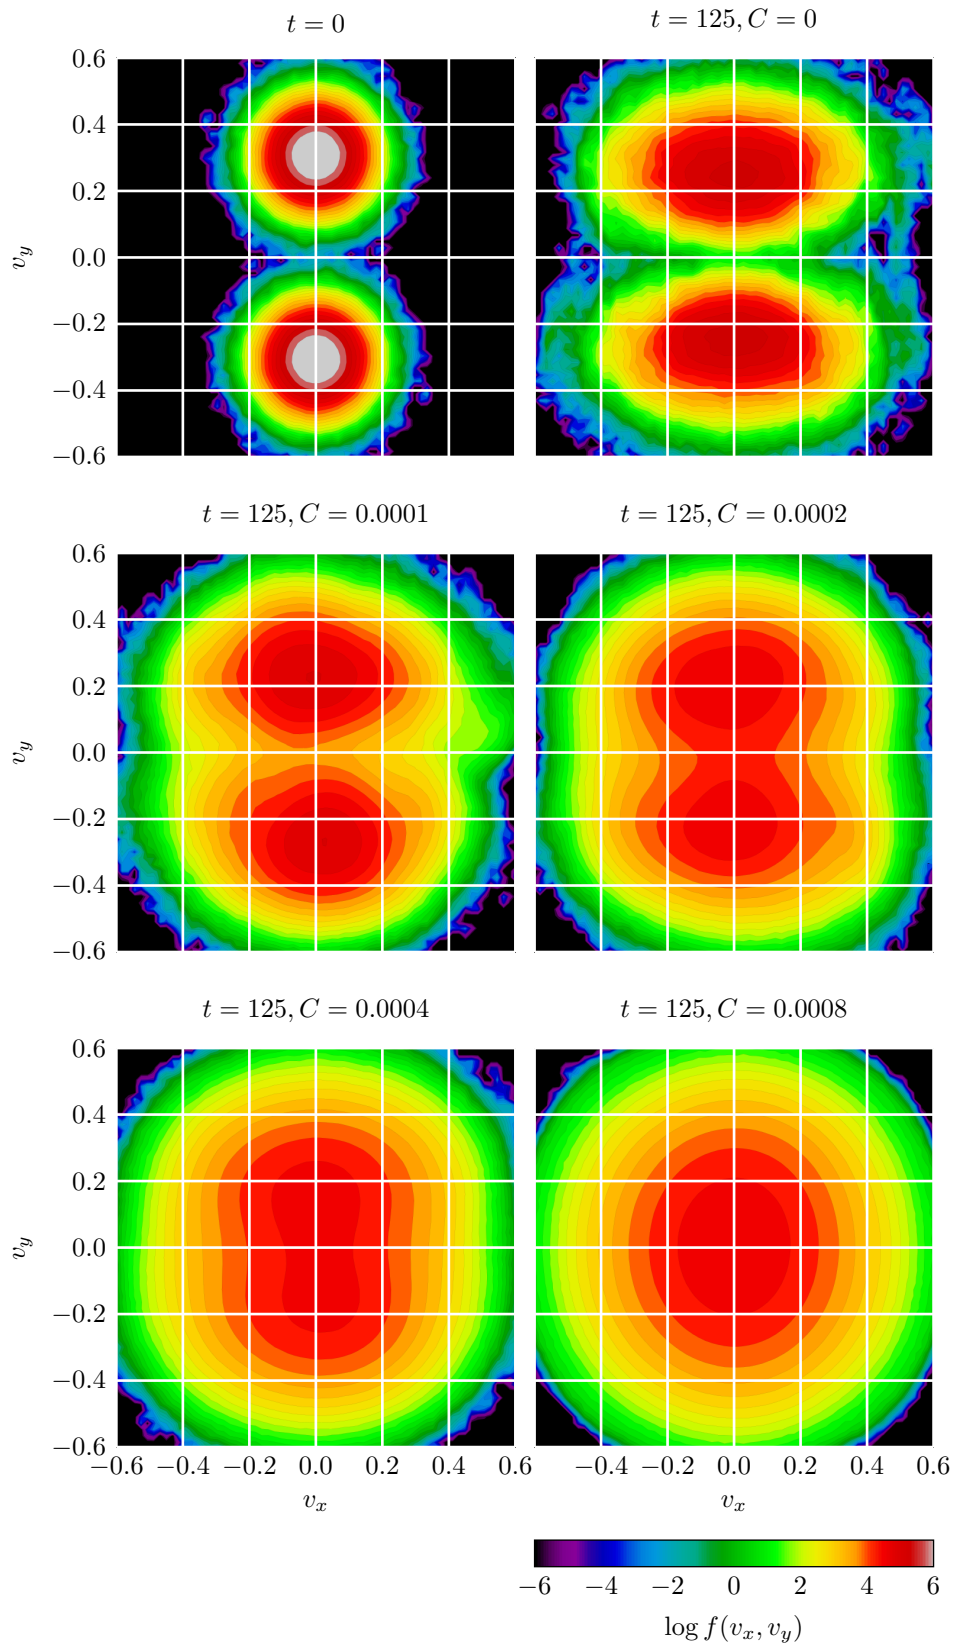 t = 0
t = 125, C = 0
0.6
0.4
0.2
0.0
−0.2
−0.4
−0.6
v_y
t = 125, C = 0.0001
t = 125, C = 0.0002
0.6
0.4
0.2
0.0
−0.2
−0.4
−0.6
v_y
t = 125, C = 0.0004
t = 125, C = 0.0008
0.6
0.4
0.2
0.0
−0.2
−0.4
−0.6
v_y
−0.6 −0.4 −0.2 0.0 0.2 0.4 0.6
−0.4 −0.2 0.0 0.2 0.4 0.6
v_x
v_x
−6 −4 −2 0 2 4 6
log f(v_x, v_y)